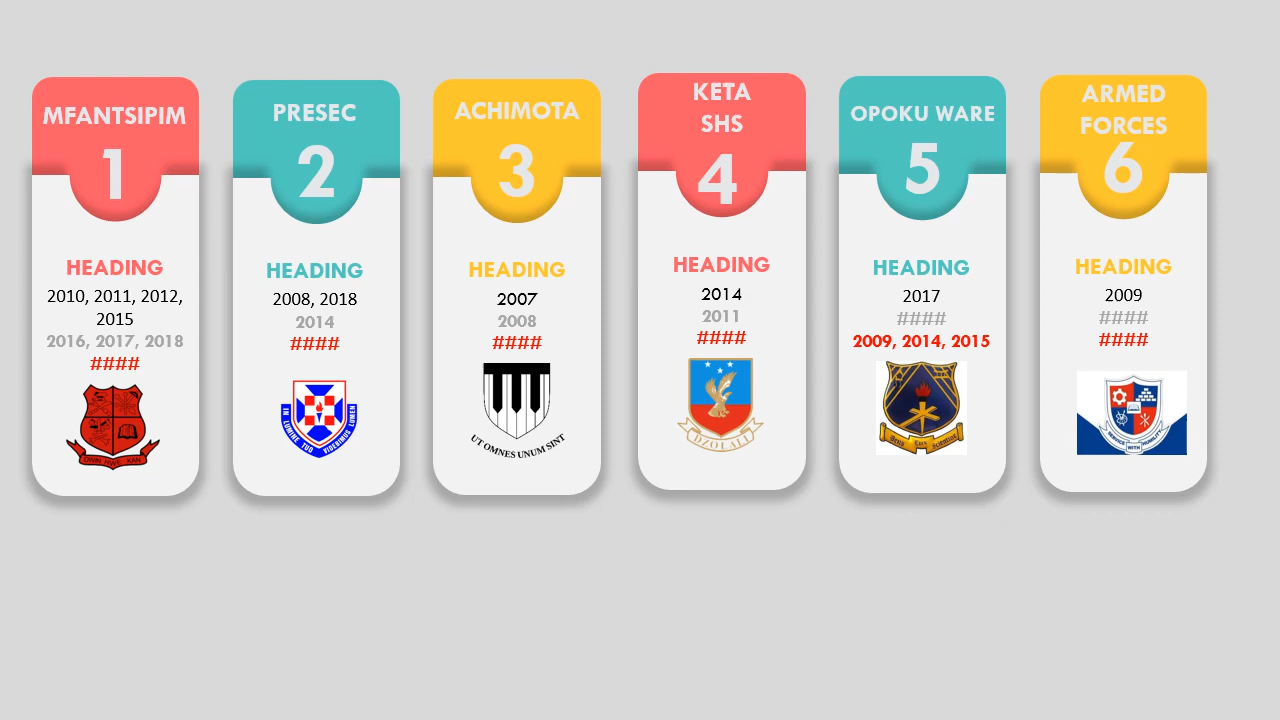 MFANTSIPIM
1
HEADING
2010, 2011, 2012,
2015
2016, 2017, 2018
####
PRESEC
2
HEADING
2008, 2018
2014
####
IN LUMINE TUO VIDEBIMUS LUMEN
ACHIMOTA
3
HEADING
2007
2008
####
UT OMNES UNUM SINT
KETA
SHS
4
HEADING
2014
2011
####
DZOLALI
OPOKU WARE
5
HEADING
2017
####
2009, 2014, 2015
ARMED
FORCES
6
HEADING
2009
####
####
SERVICE WITH HUMILITY